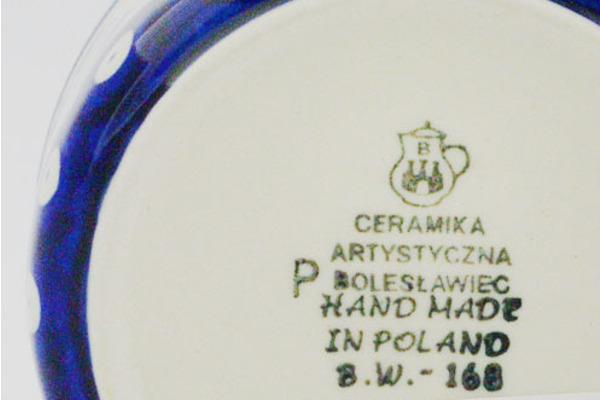 B
CERAMIKA
ARTYSTYCZNA
P BOLESŁAWIEC
HAND MADE
IN POLAND
B.W.-168